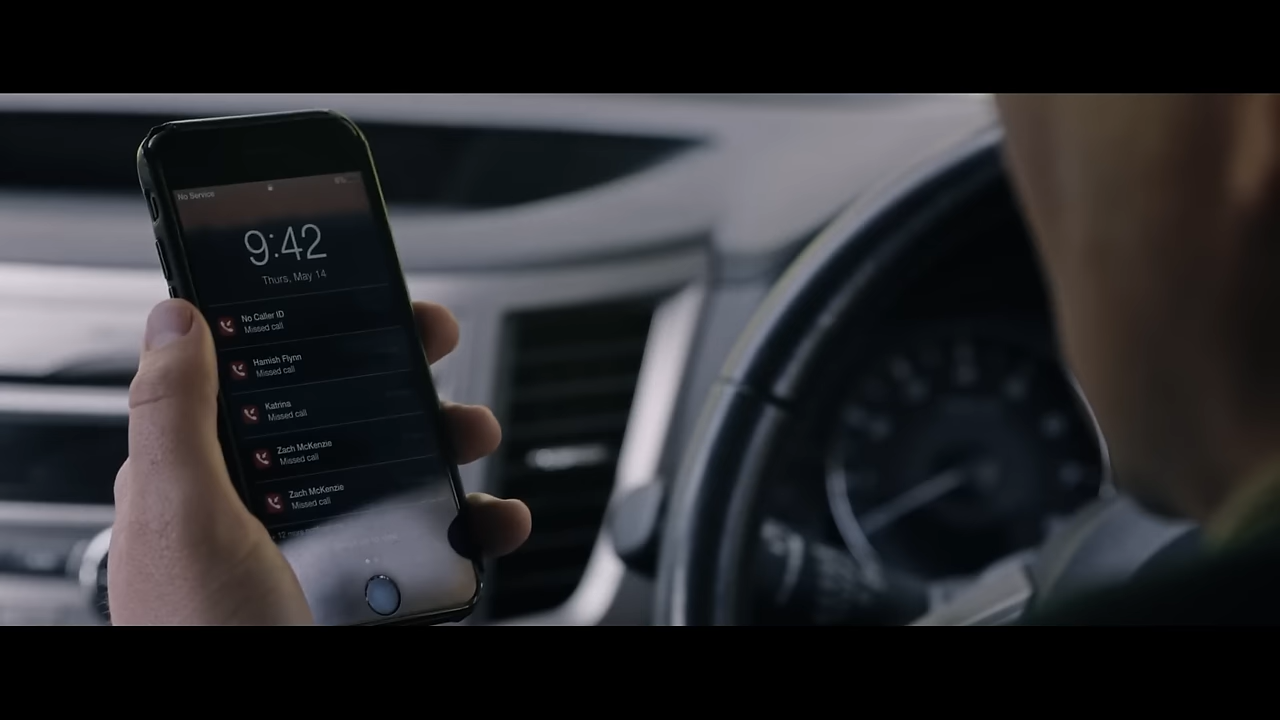 No Service
9:42
Thurs, May 14
No Caller ID
Missed call
Hamish Flynn
Missed call
Katrina
Missed call
Zach McKenzie
Missed call
Zach McKenzie
Missed call